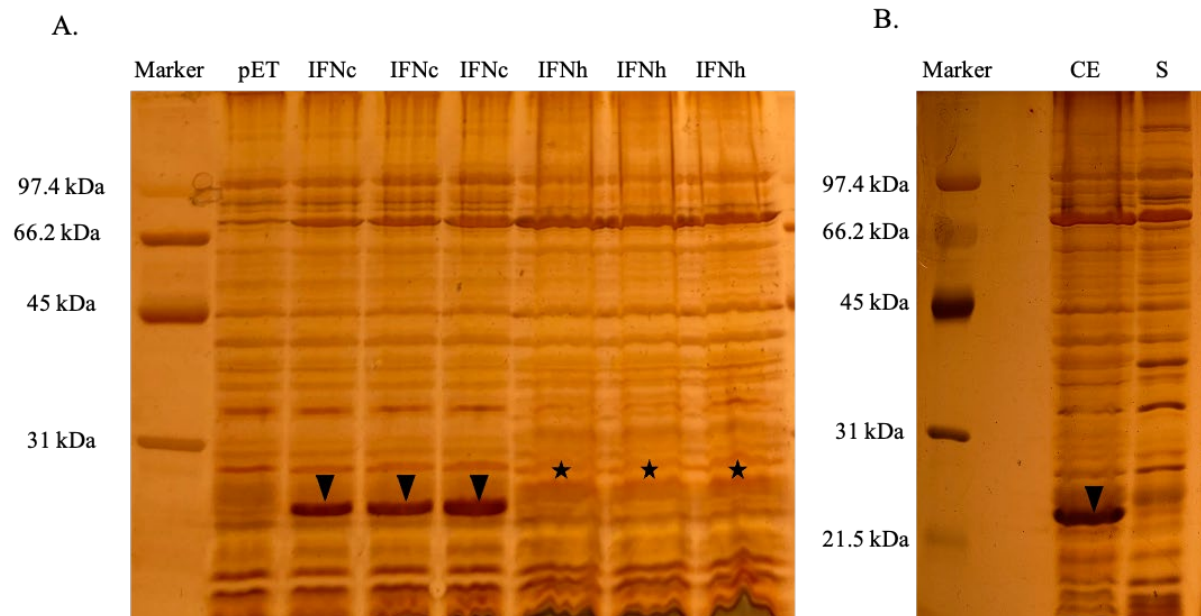 A.
Marker pET IFNc IFNc IFNc IFNh IFNh IFNh
97.4 kDa
66.2 kDa
45 kDa
31 kDa
B.
Marker CE S
97.4 kDa
66.2 kDa
45 kDa
31 kDa
21.5 kDa